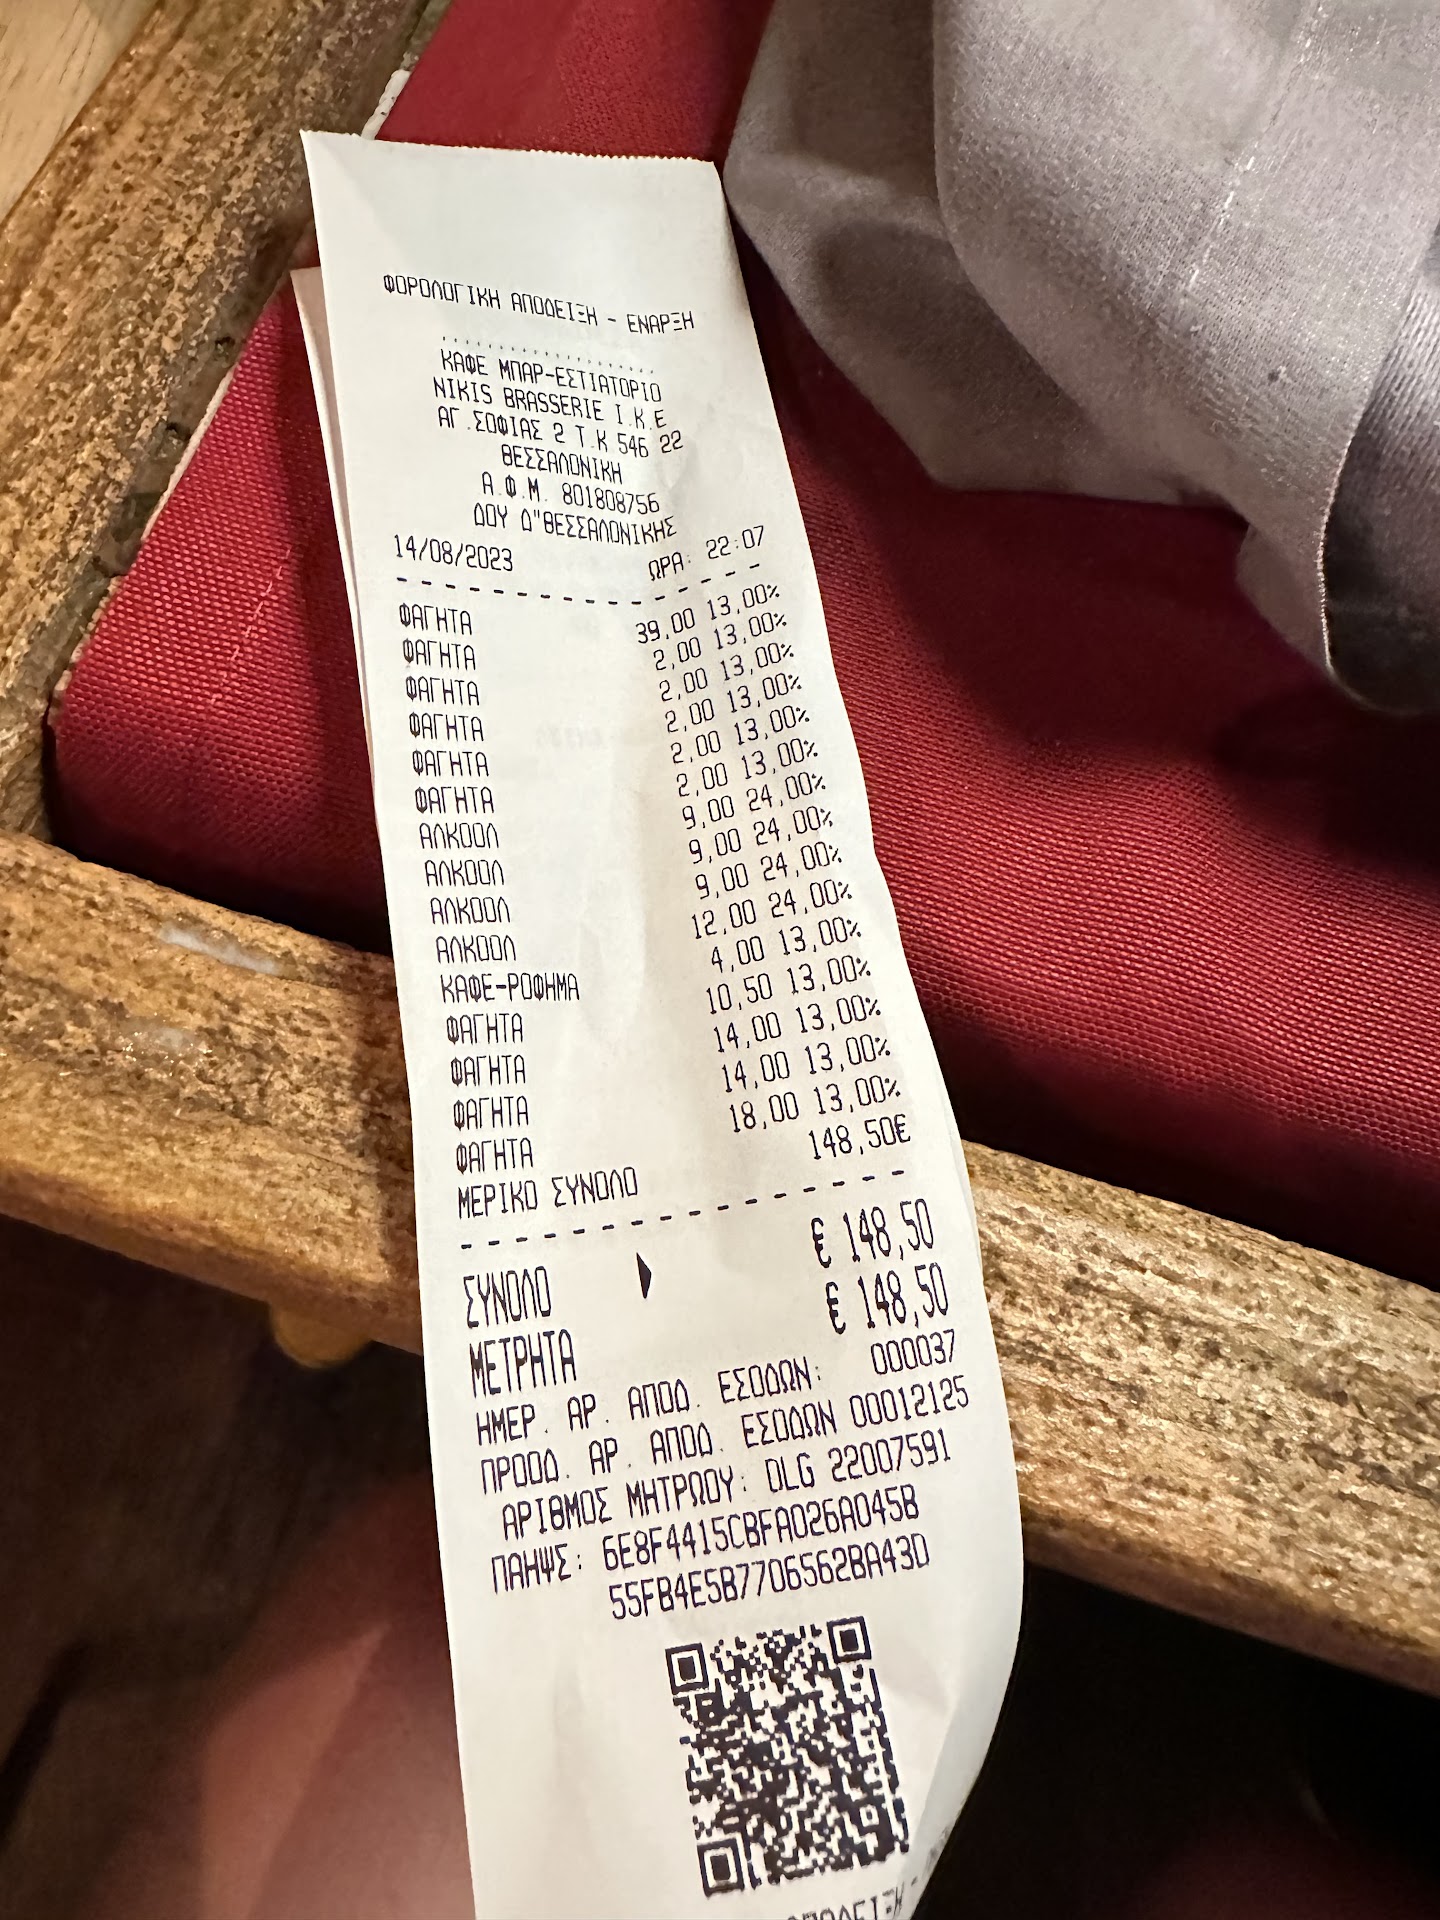 ΦΟΡΟΛΟΓΙΚΗ ΑΠΟΔΕΙΞΗ - ΕΝΑΡΞΗ
....................
ΚΑΦΕ ΜΠΑΡ-ΕΣΤΙΑΤΟΡΙΟ
NIKIS BRASSERIE Ι.Κ.Ε
ΑΓ.ΣΟΦΙΑΣ 2 Τ.Κ 546 22
ΘΕΣΣΑΛΟΝΙΚΗ
Α.Φ.Μ. 801808756
ΔΟΥ Δ"ΘΕΣΣΑΛΟΝΙΚΗΣ
14/08/2023 ΩΡΑ: 22:07
ΦΑΓΗΤΑ 39,00 13,00%
ΦΑΓΗΤΑ 2,00 13,00%
ΦΑΓΗΤΑ 2,00 13,00%
ΦΑΓΗΤΑ 2,00 13,00%
ΦΑΓΗΤΑ 2,00 13,00%
ΦΑΓΗΤΑ 2,00 13,00%
ΑΛΚΟΟΛ 9,00 24,00%
ΑΛΚΟΟΛ 9,00 24,00%
ΑΛΚΟΟΛ 9,00 24,00%
ΑΛΚΟΟΛ 12,00 24,00%
ΚΑΦΕ-ΡΟΦΗΜΑ 4,00 13,00%
ΦΑΓΗΤΑ 10,50 13,00%
ΦΑΓΗΤΑ 14,00 13,00%
ΦΑΓΗΤΑ 14,00 13,00%
ΦΑΓΗΤΑ 18,00 13,00%
ΜΕΡΙΚΟ ΣΥΝΟΛΟ 148,50€
ΣΥΝΟΛΟ € 148,50
ΜΕΤΡΗΤΑ € 148,50
ΗΜΕΡ. ΑΡ. ΑΠΟΔ. ΕΣΟΔΩΝ: 000037
ΠΡΟΟΔ. ΑΡ. ΑΠΟΔ. ΕΣΟΔΩΝ 00012125
ΑΡΙΘΜΟΣ ΜΗΤΡΩΟΥ: DLG 22007591
ΠΑΗΨΣ: 6E8F4415CBFA026A045B
55FB4E5B7706562BA43D